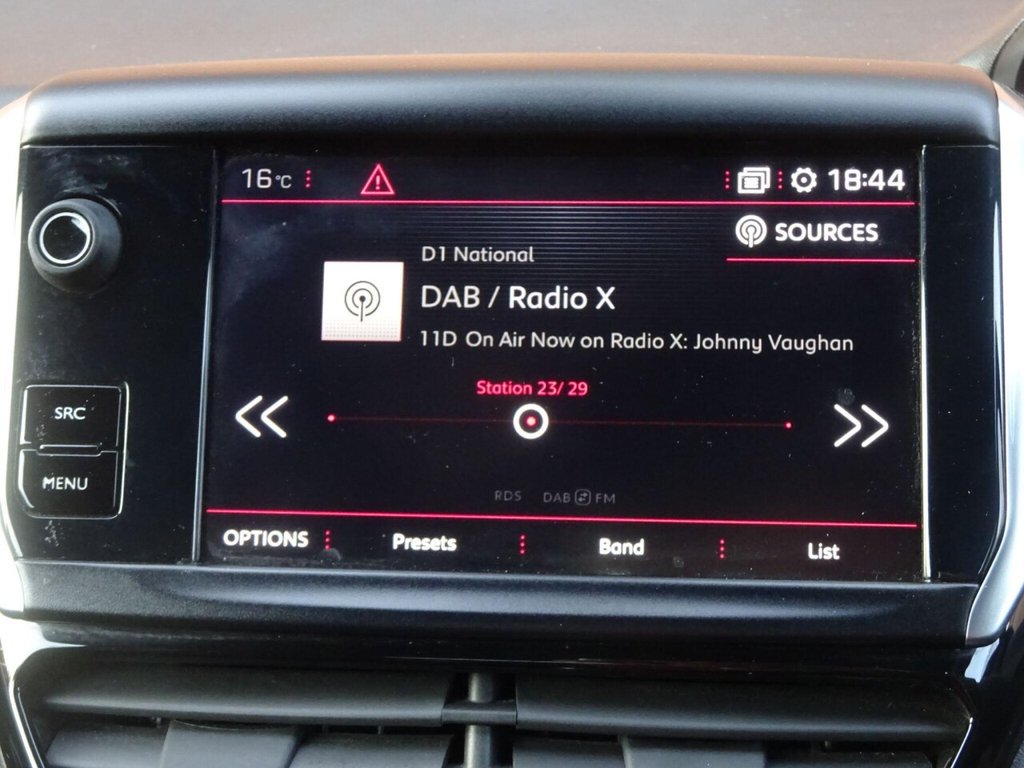 16°C 18:44
SOURCES
D1 National
DAB / Radio X
11D On Air Now on Radio X: Johnny Vaughan
Station 23/ 29
SRC
MENU
RDS DAB FM
OPTIONS Presets Band List